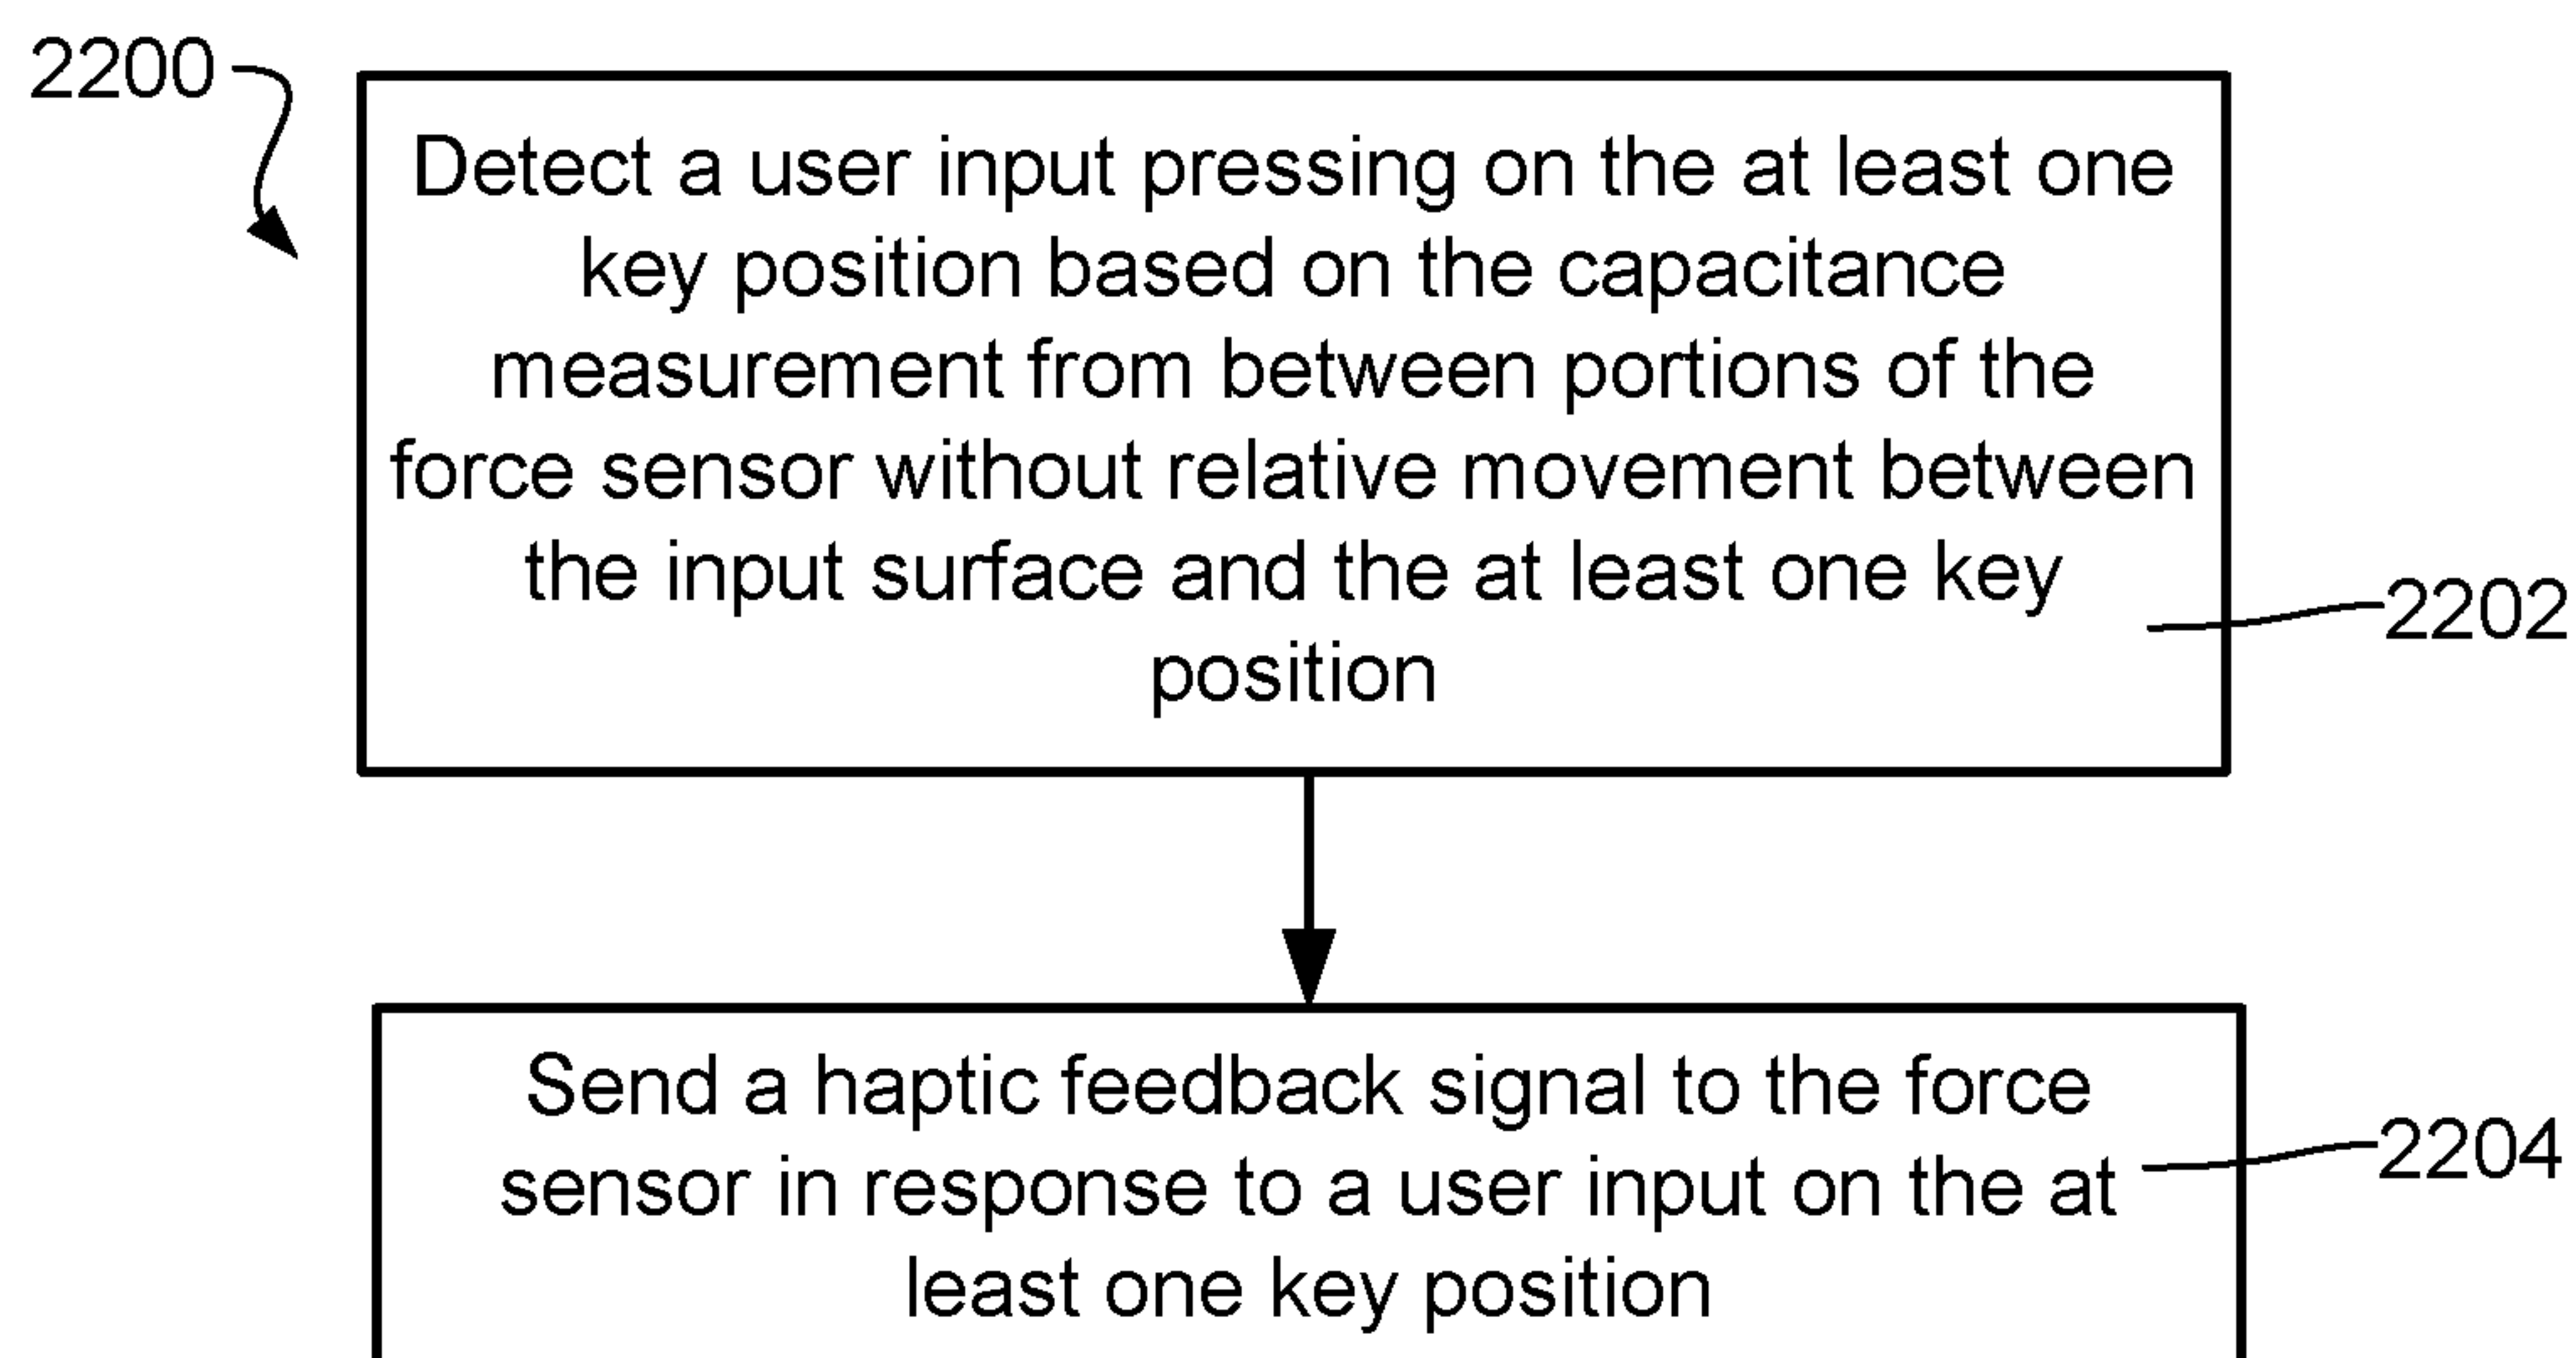 2200
Detect a user input pressing on the at least one
key position based on the capacitance
measurement from between portions of the
force sensor without relative movement between
the input surface and the at least one key
position
2202
Send a haptic feedback signal to the force
sensor in response to a user input on the at
least one key position
2204